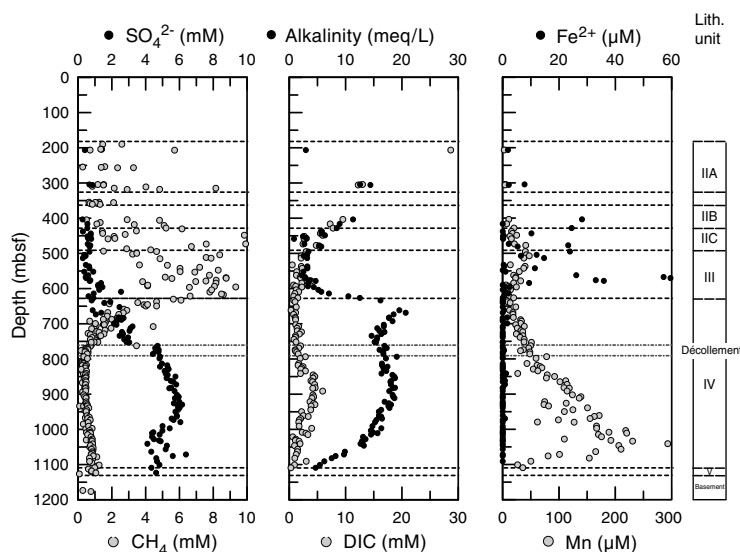 SO₄²⁻ (mM)
Alkalinity (meq/L)
Fe²⁺ (µM)
Lith.
unit
0 2 4 6 8 10
0 10 20 30
0 20 40 60
0
100
200
300
400
500
600
700
800
900
1000
1100
1200
Depth (mbsf)
IIA
IIB
IIC
III
Décollement
IV
V
Basement
0 2 4 6 8 10
0 10 20 30
0 100 200 300
CH₄ (mM)
DIC (mM)
Mn (µM)